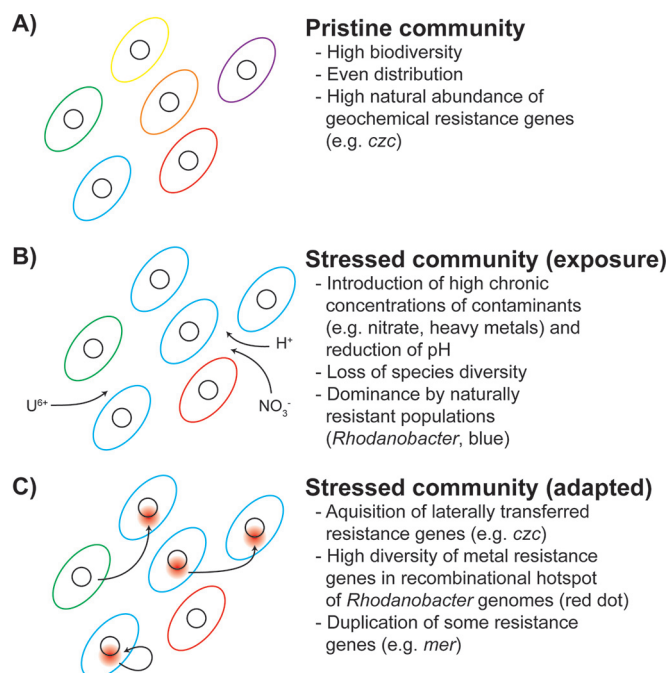 A)
Pristine community
- High biodiversity
- Even distribution
- High natural abundance of
geochemical resistance genes
(e.g. czc)
B)
Stressed community (exposure)
- Introduction of high chronic
concentrations of contaminants
(e.g. nitrate, heavy metals) and
reduction of pH
- Loss of species diversity
- Dominance by naturally
resistant populations
(Rhodanobacter, blue)
H⁺
U⁶⁺
NO₃⁻
C)
Stressed community (adapted)
- Aquisition of laterally transferred
resistance genes (e.g. czc)
- High diversity of metal resistance
genes in recombinational hotspot
of Rhodanobacter genomes (red dot)
- Duplication of some resistance
genes (e.g. mer)